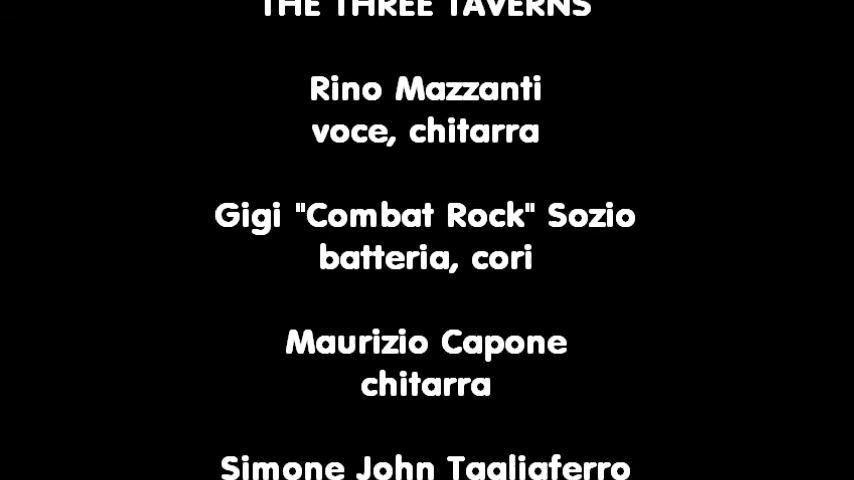 THE THREE TAVERNS
Rino Mazzanti
voce, chitarra
Gigi "Combat Rock" Sozio
batteria, cori
Maurizio Capone
chitarra
Simone John Tagliaferro